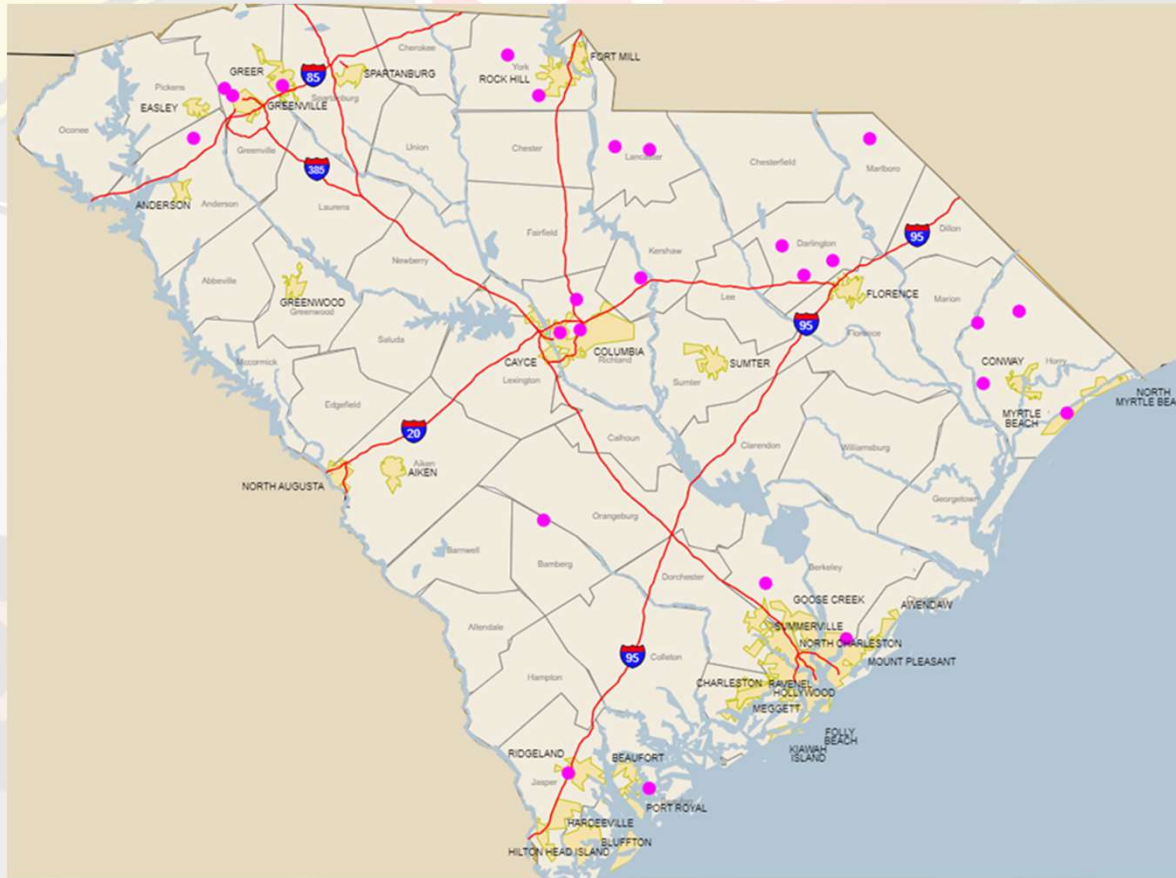 Cherokee
FORT MILL
York
ROCK HILL
GREER
85
SPARTANBURG
Spartanburg
Pickens
EASLEY
GREENVILLE
Oconee
Greenville
Union
Chester
Lancaster
Chesterfield
Marlboro
385
ANDERSON
Anderson
Laurens
Fairfield
Kershaw
Darlington
95
Dillon
Abbeville
Newberry
GREENWOOD
Greenwood
Lee
FLORENCE
Marion
95
Florence
Saluda
CAYCE
COLUMBIA
Richland
SUMTER
Sumter
CONWAY
Horry
Mccormick
Lexington
NORTH
MYRTLE BEA
MYRTLE
BEACH
Edgefield
20
Calhoun
Clarendon
Williamsburg
Aiken
AIKEN
NORTH AUGUSTA
Georgetown
Orangeburg
Barnwell
Bamberg
Dorchester
Berkeley
GOOSE CREEK
AWENDAW
Allendale
SUMMERVILLE
NORTH CHARLESTON
95
Colleton
MOUNT PLEASANT
Hampton
CHARLESTON
RAVENEL
HOLLYWOOD
MEGGETT
FOLLY
BEACH
KIAWAH
ISLAND
RIDGELAND
BEAUFORT
Jasper
PORT ROYAL
HARDEEVILLE
BLUFFTON
HILTON HEAD ISLAND